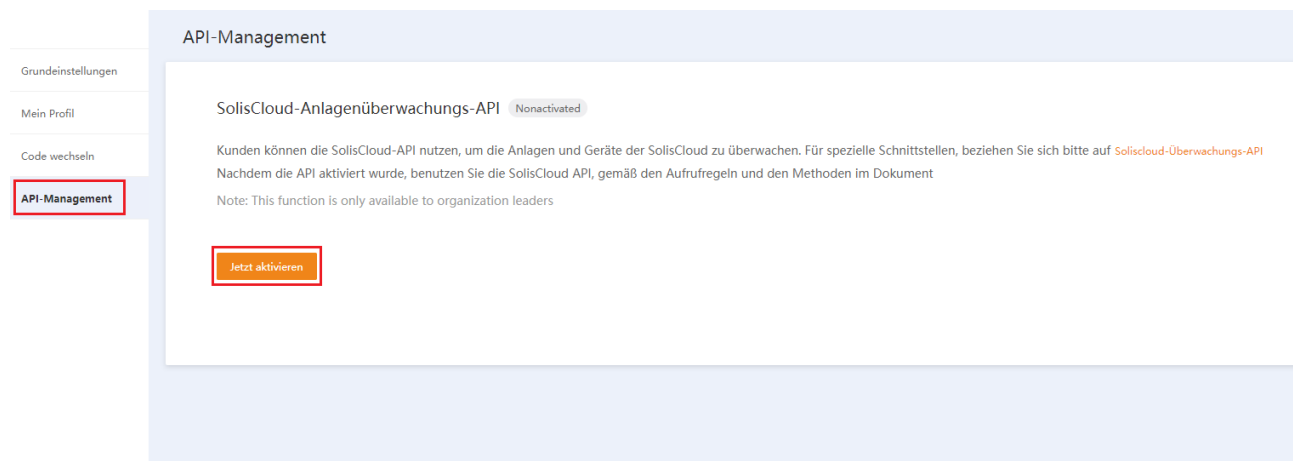 API-Management
Grundeinstellungen
Mein Profil
Code wechseln
API-Management
SolisCloud-Anlagenüberwachungs-API Nonactivated
Kunden können die SolisCloud-API nutzen, um die Anlagen und Geräte der SolisCloud zu überwachen. Für spezielle Schnittstellen, beziehen Sie sich bitte auf Soliscloud-Überwachungs-API
Nachdem die API aktiviert wurde, benutzen Sie die SolisCloud API, gemäß den Aufrufregeln und den Methoden im Dokument
Note: This function is only available to organization leaders
Jetzt aktivieren